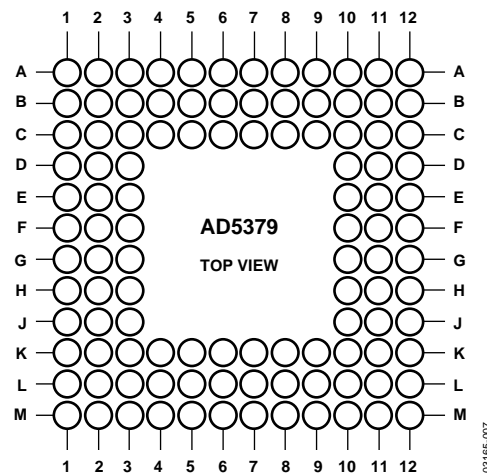 1 2 3 4 5 6 7 8 9 10 11 12
A A
B B
C C
D D
E E
F F
AD5379
G G
TOP VIEW
H H
J J
K K
L L
M M
1 2 3 4 5 6 7 8 9 10 11 12
03165-007